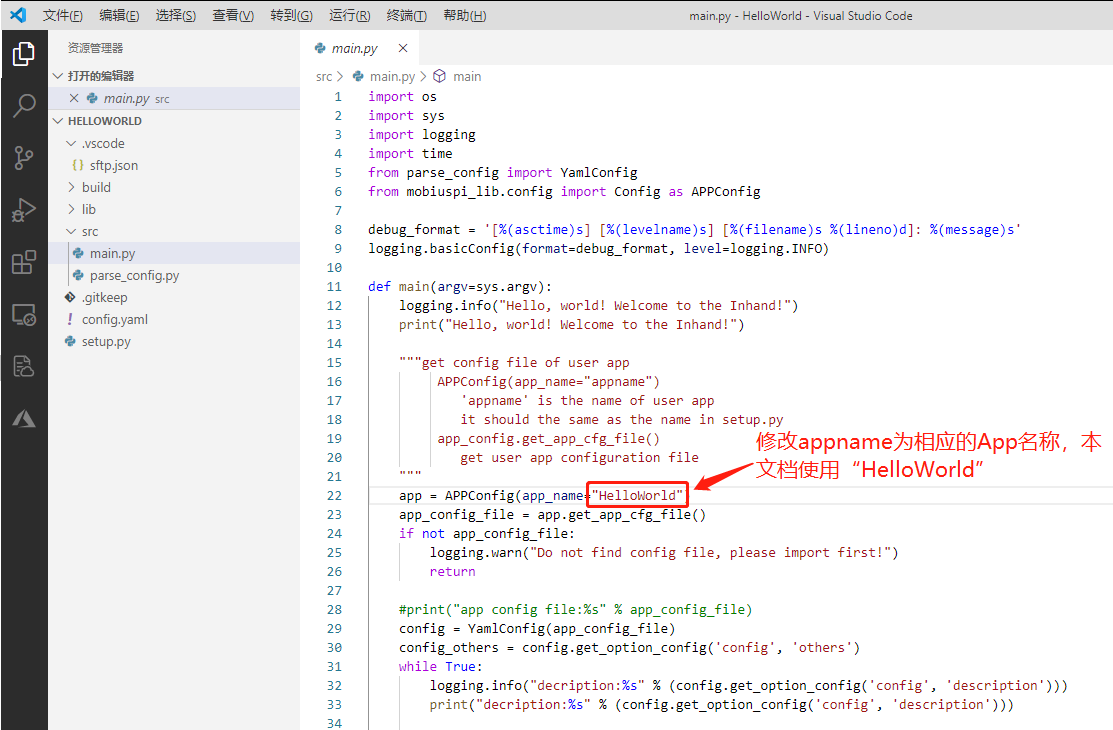 文件(F) 编辑(E) 选择(S) 查看(V) 转到(G) 运行(R) 终端(T) 帮助(H) main.py - HelloWorld - Visual Studio Code
资源管理器
打开的编辑器
main.py src
HELLOWORLD
.vscode
{} sftp.json
build
lib
src
main.py
parse_config.py
.gitkeep
! config.yaml
setup.py
main.py
src > main.py > main
1 import os
2 import sys
3 import logging
4 import time
5 from parse_config import YamlConfig
6 from mobiuspi_lib.config import Config as APPConfig
7
8 debug_format = '[%(asctime)s] [%(levelname)s] [%(filename)s %(lineno)d]: %(message)s'
9 logging.basicConfig(format=debug_format, level=logging.INFO)
10
11 def main(argv=sys.argv):
12 logging.info("Hello, world! Welcome to the Inhand!")
13 print("Hello, world! Welcome to the Inhand!")
14
15 """get config file of user app
16 APPConfig(app_name="appname")
17 'appname' is the name of user app
18 it should the same as the name in setup.py
19 app_config.get_app_cfg_file()
20 get user app configuration file
21 """
22 app = APPConfig(app_name="HelloWorld")
23 app_config_file = app.get_app_cfg_file()
24 if not app_config_file:
25 logging.warn("Do not find config file, please import first!")
26 return
27
28 #print("app config file:%s" % app_config_file)
29 config = YamlConfig(app_config_file)
30 config_others = config.get_option_config('config', 'others')
31 while True:
32 logging.info("decription:%s" % (config.get_option_config('config', 'description')))
33 print("decription:%s" % (config.get_option_config('config', 'description')))
34
修改appname为相应的App名称，本
文档使用“HelloWorld”